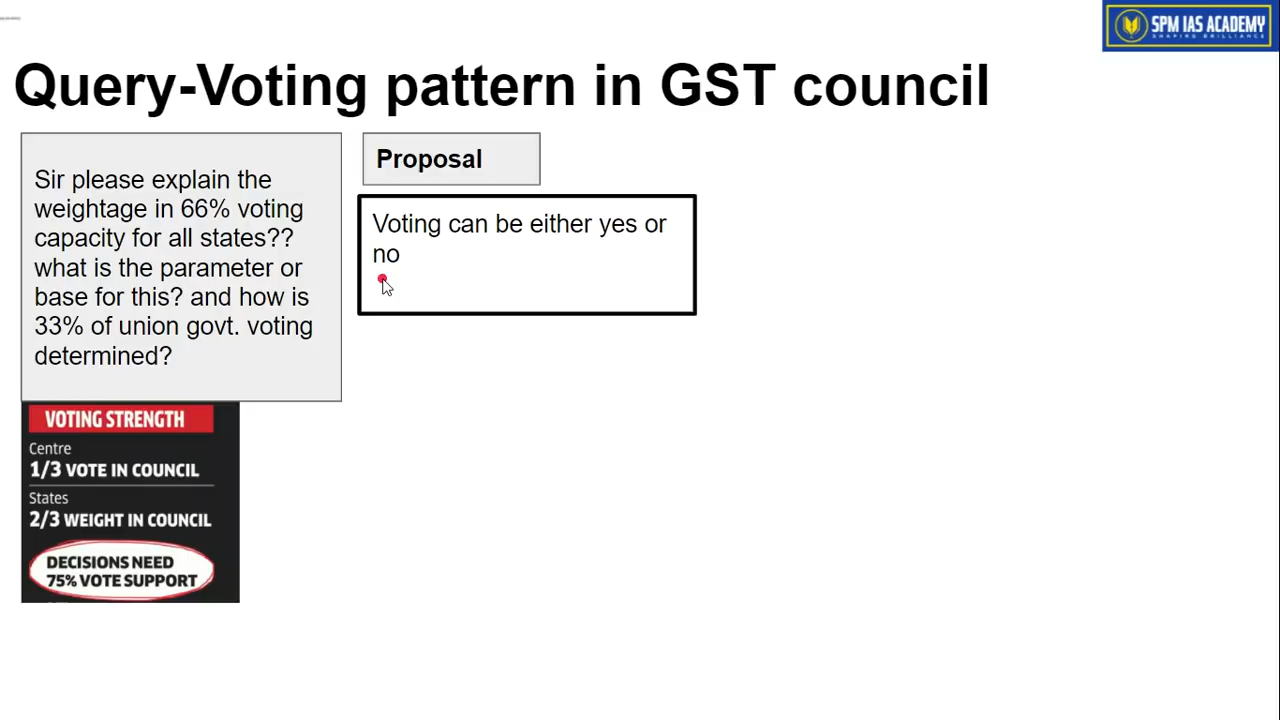 SPM IAS ACADEMY
SHAPING BRILLIANCE
Query-Voting pattern in GST council
Sir please explain the
weightage in 66% voting
capacity for all states??
what is the parameter or
base for this? and how is
33% of union govt. voting
determined?
Proposal
Voting can be either yes or
no
VOTING STRENGTH
Centre
1/3 VOTE IN COUNCIL
States
2/3 WEIGHT IN COUNCIL
DECISIONS NEED
75% VOTE SUPPORT